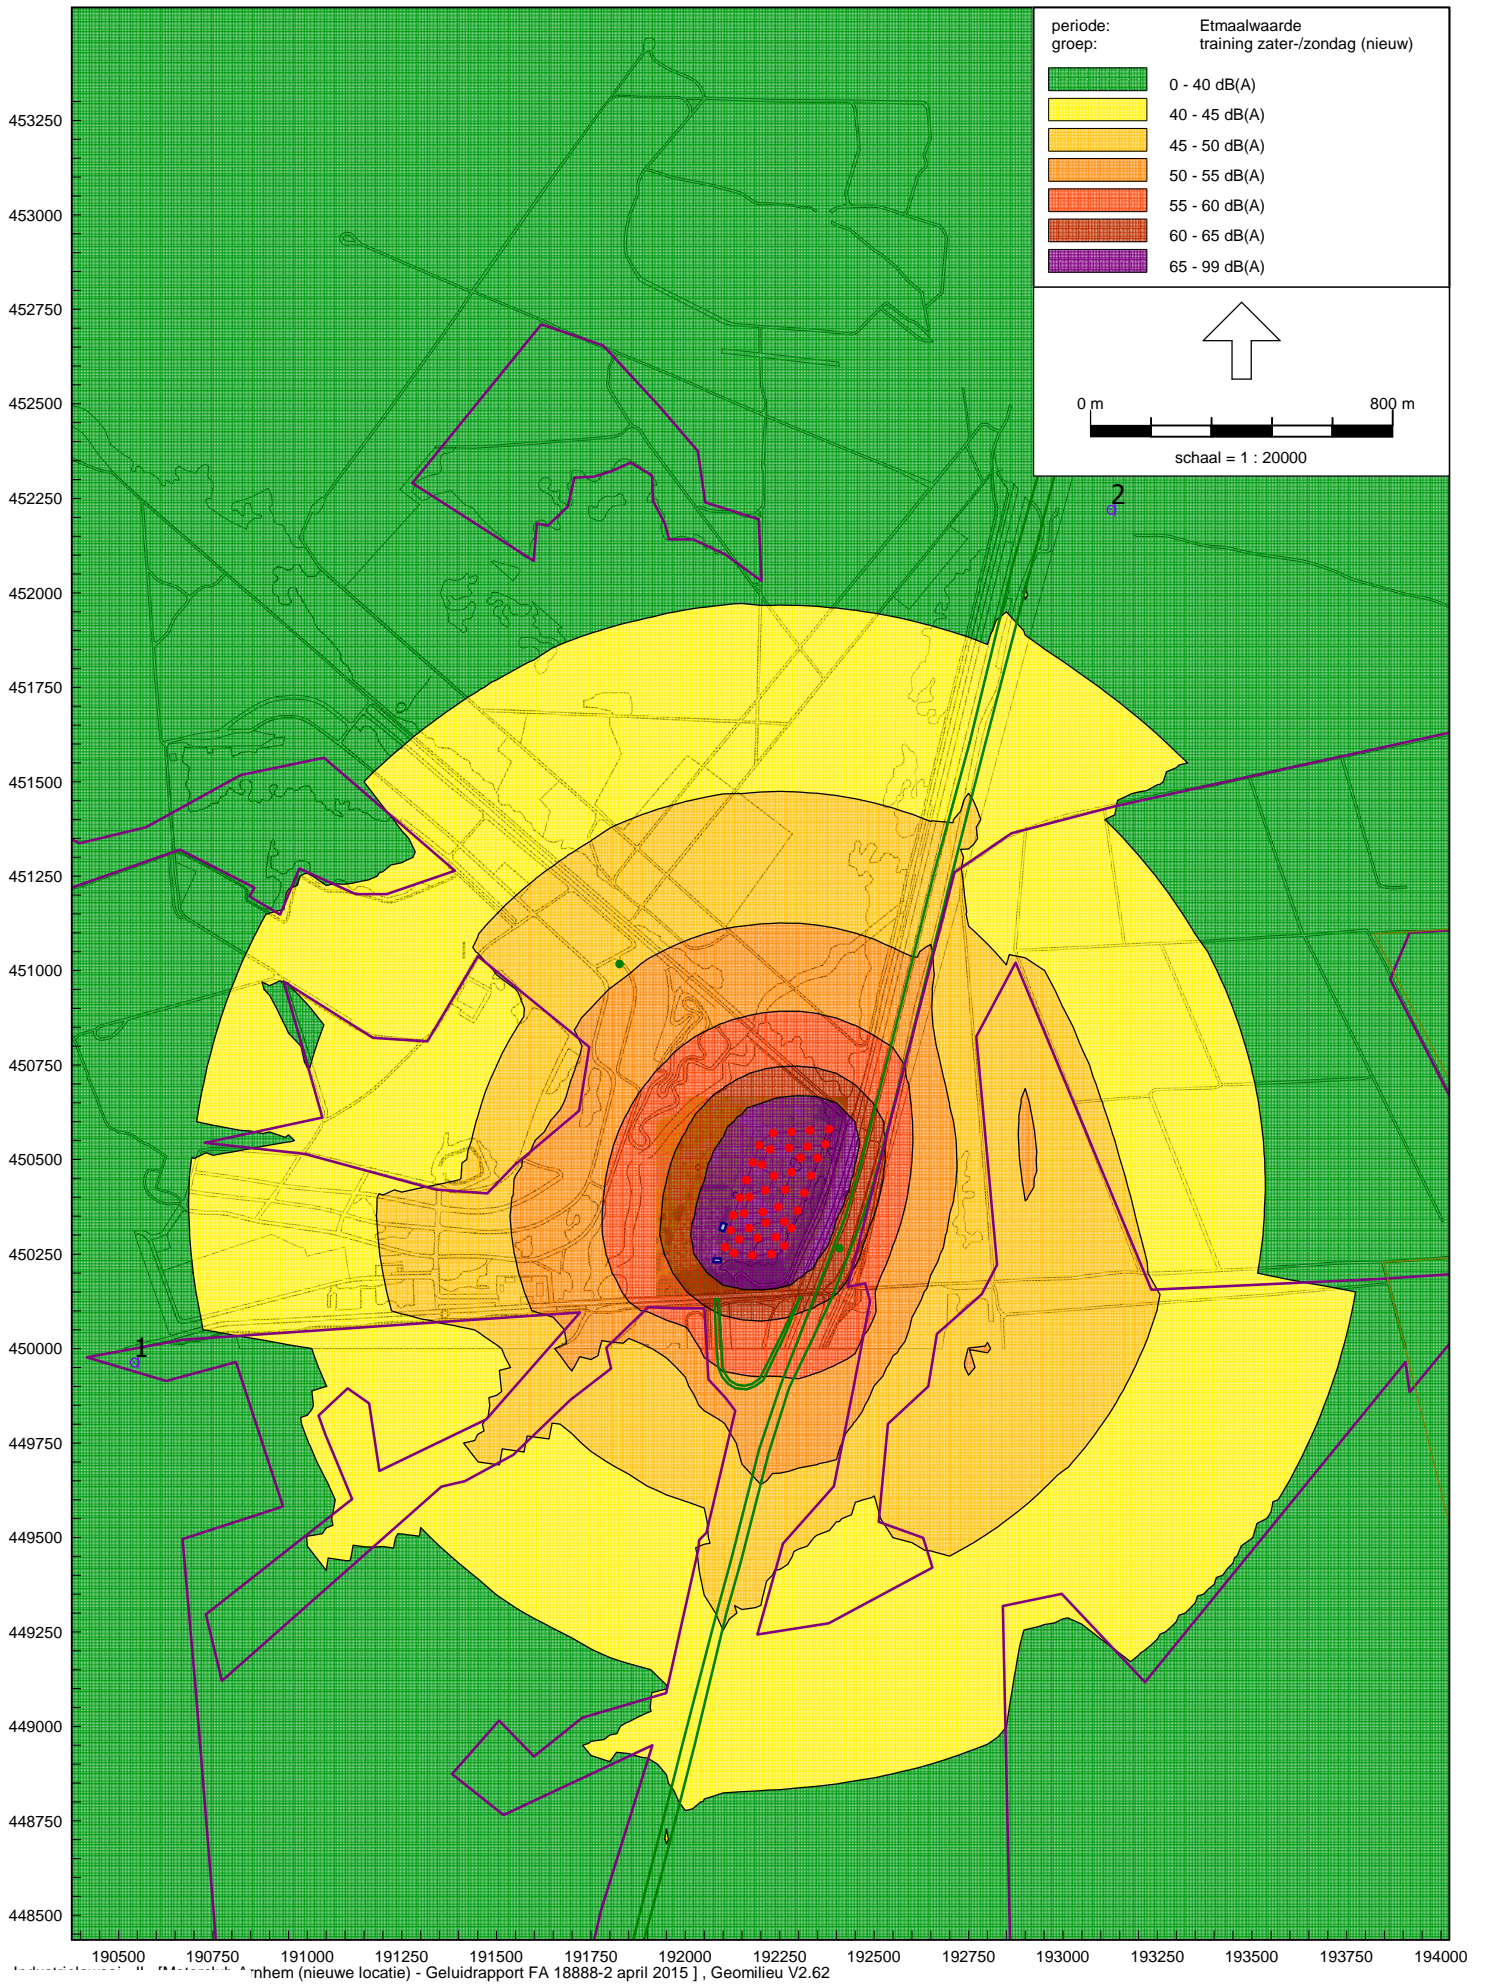 periode: Etmaalwaarde
groep: training zater-/zondag (nieuw)
0 - 40 dB(A)
40 - 45 dB(A)
45 - 50 dB(A)
50 - 55 dB(A)
55 - 60 dB(A)
60 - 65 dB(A)
65 - 99 dB(A)
0 m 800 m
schaal = 1 : 20000
2
1
453250
453000
452750
452500
452250
452000
451750
451500
451250
451000
450750
450500
450250
450000
449750
449500
449250
449000
448750
448500
190500 190750 191000 191250 191500 191750 192000 192250 192500 192750 193000 193250 193500 193750 194000
Arnhem (nieuwe locatie) - Geluidrapport FA 18888-2 april 2015 ] , Geomilieu V2.62